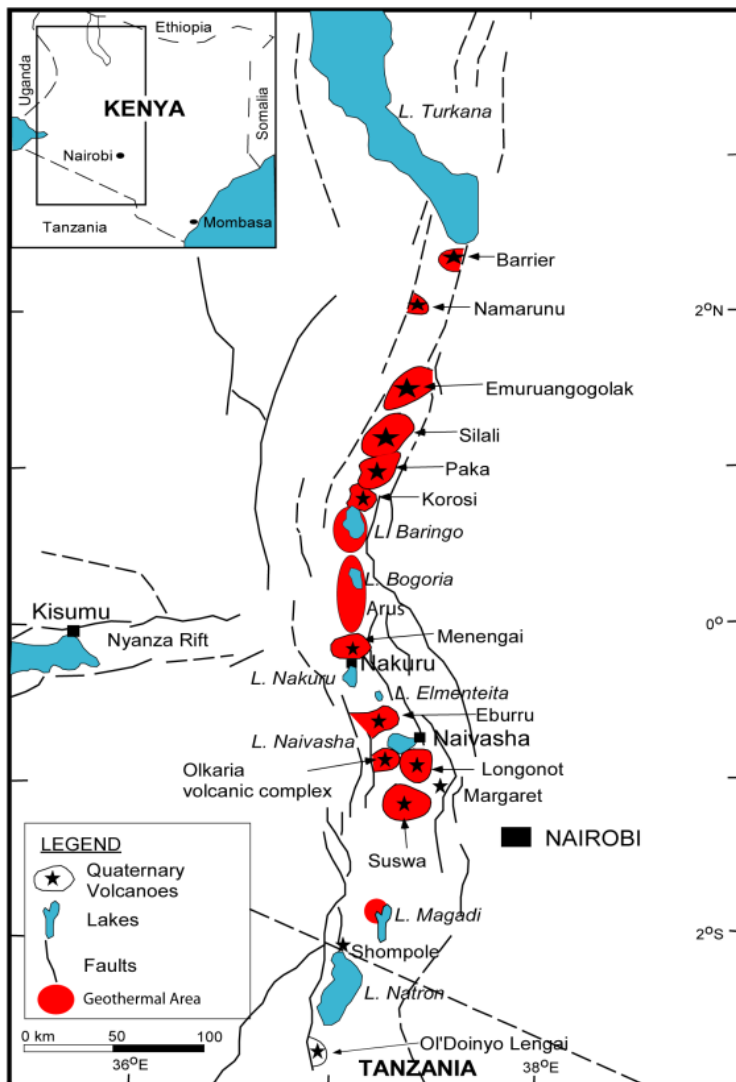 Ethiopia
Uganda
KENYA
Somalia
Nairobi
Tanzania
Mombasa
L. Turkana
Barrier
Namarunu
2°N
Emuruangogolak
Silali
Paka
Korosi
L. Baringo
L. Bogoria
Arus
Kisumu
Nyanza Rift
Menengai
0°
Nakuru
L. Nakuru
L. Elmenteita
Eburru
L. Naivasha
Naivasha
Olkaria
volcanic complex
Longonot
Margaret
Suswa
NAIROBI
LEGEND
Quaternary
Volcanoes
Lakes
Faults
Geothermal Area
L. Magadi
2°S
Shompole
L. Natron
0 km 50 100
36°E
Ol'Doinyo Lengai
TANZANIA
38°E